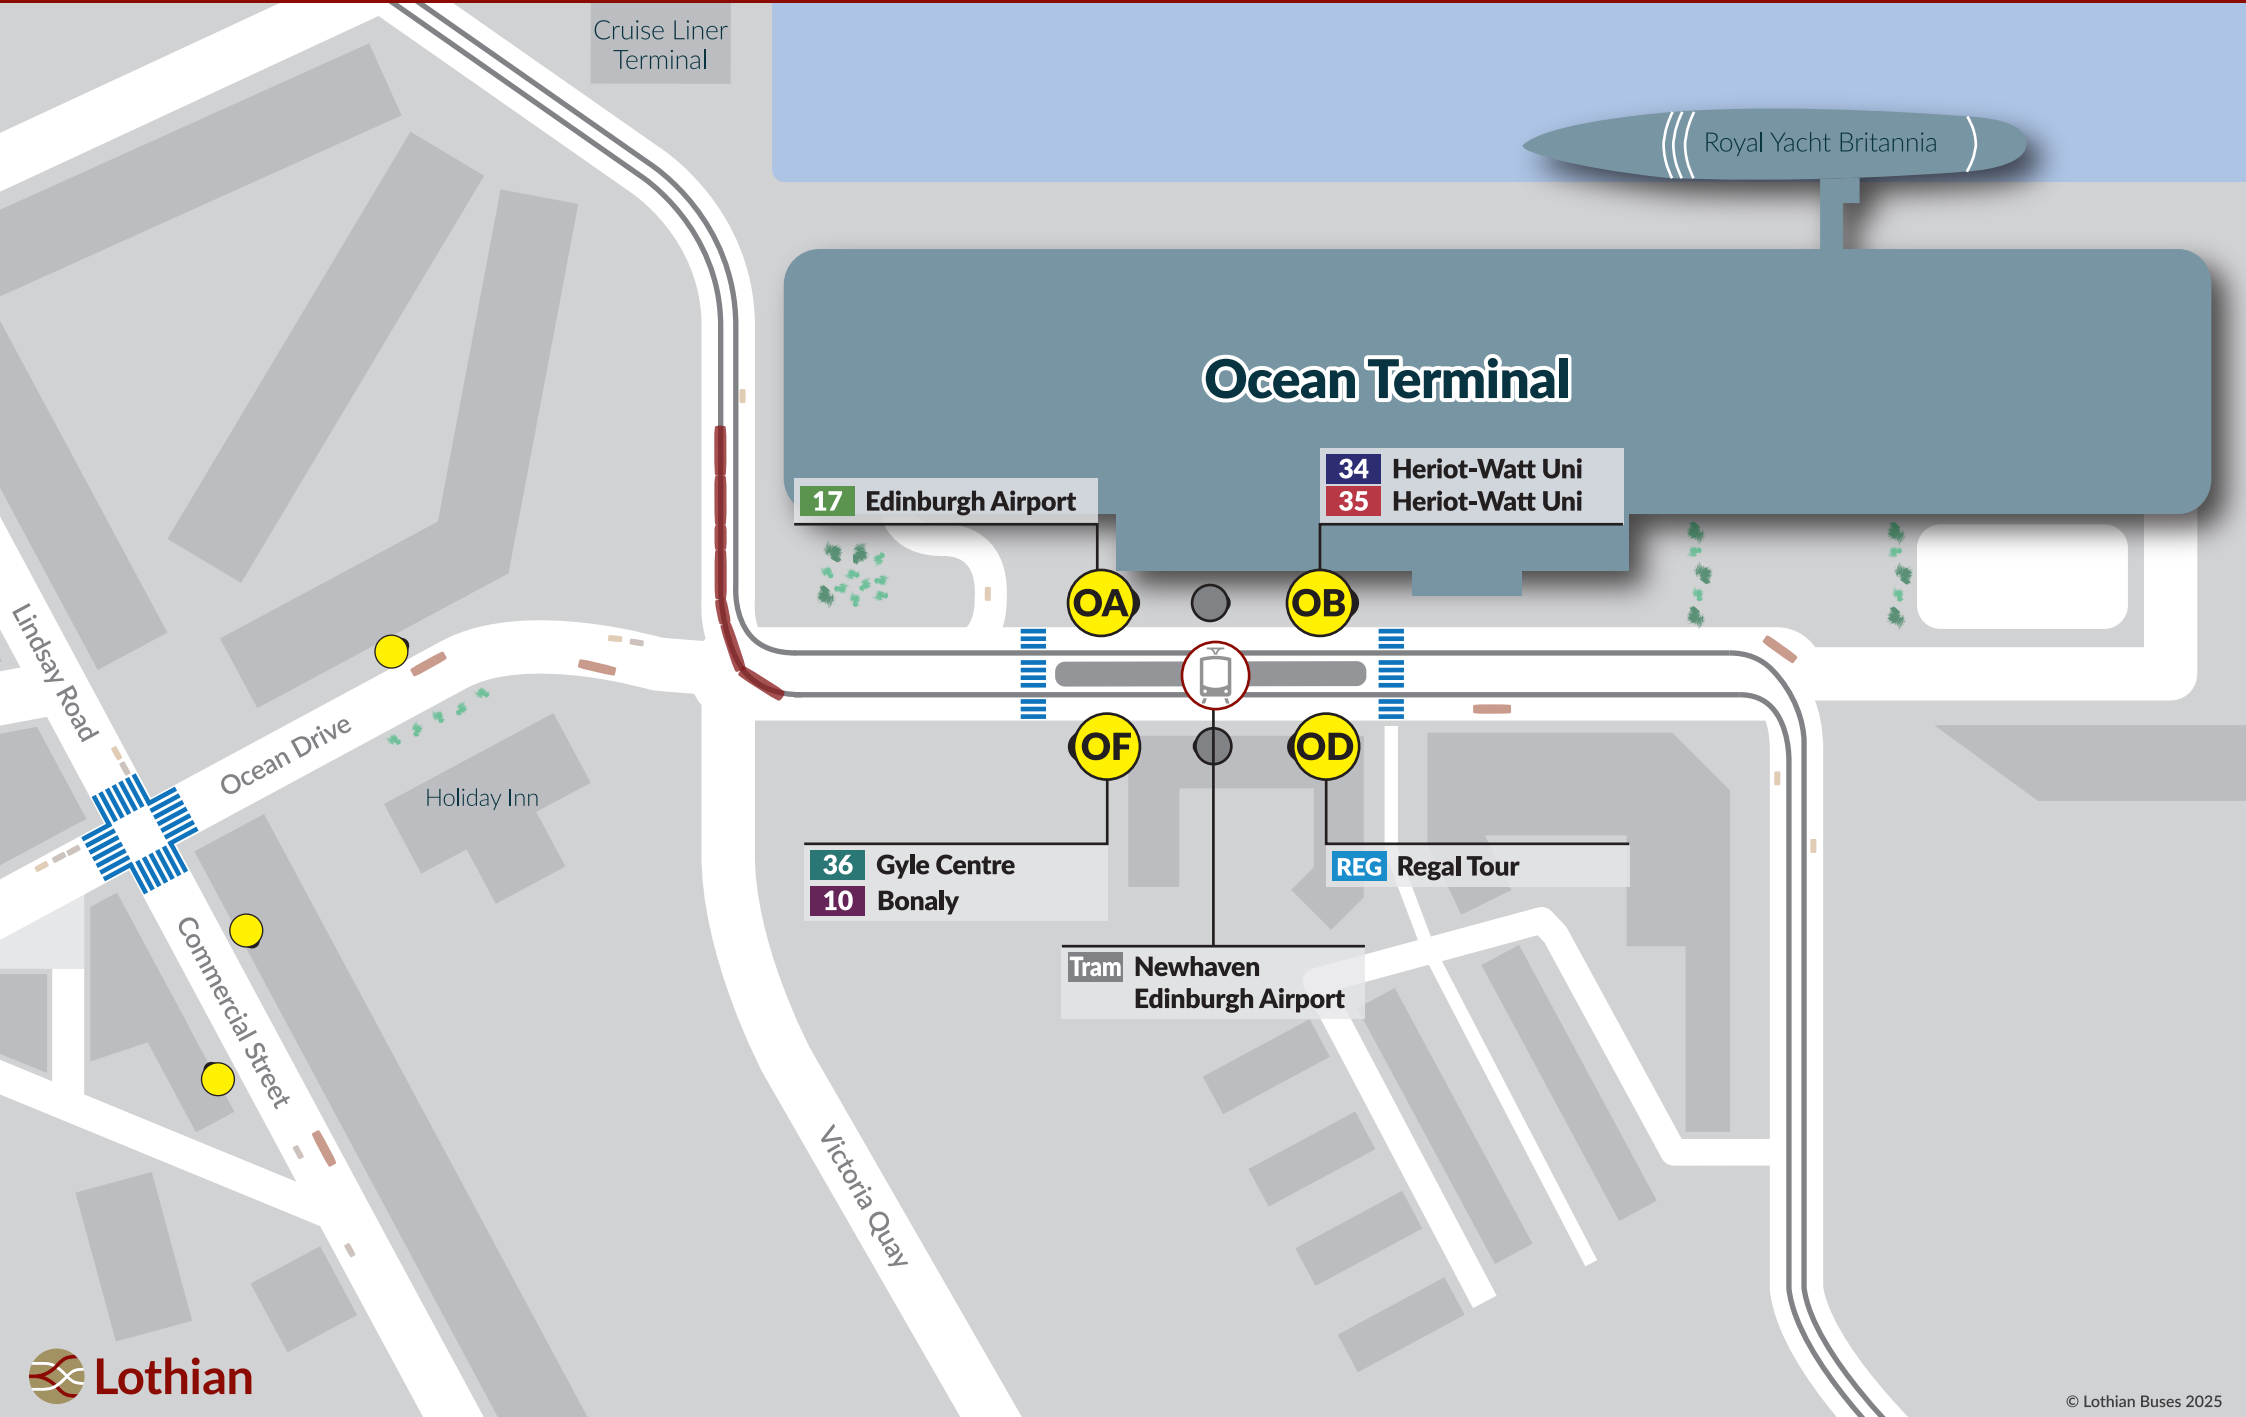 Cruise Liner
Terminal
Royal Yacht Britannia
Ocean Terminal
34 Heriot-Watt Uni
35 Heriot-Watt Uni
17 Edinburgh Airport
OA
OB
Lindsay Road
Ocean Drive
Holiday Inn
OF
OD
36 Gyle Centre
10 Bonaly
REG Regal Tour
Tram Newhaven
Edinburgh Airport
Commercial Street
Victoria Quay
Lothian
© Lothian Buses 2025